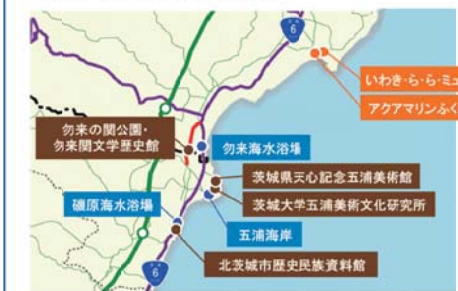 6
いわき・ら・ら・ミュ
アクアマリンふく
勿来の関公園・
勿来関文学歴史館
勿来海水浴場
茨城県天心記念五浦美術館
茨城大学五浦美術文化研究所
磯原海水浴場
五浦海岸
北茨城市歴史民族資料館
6